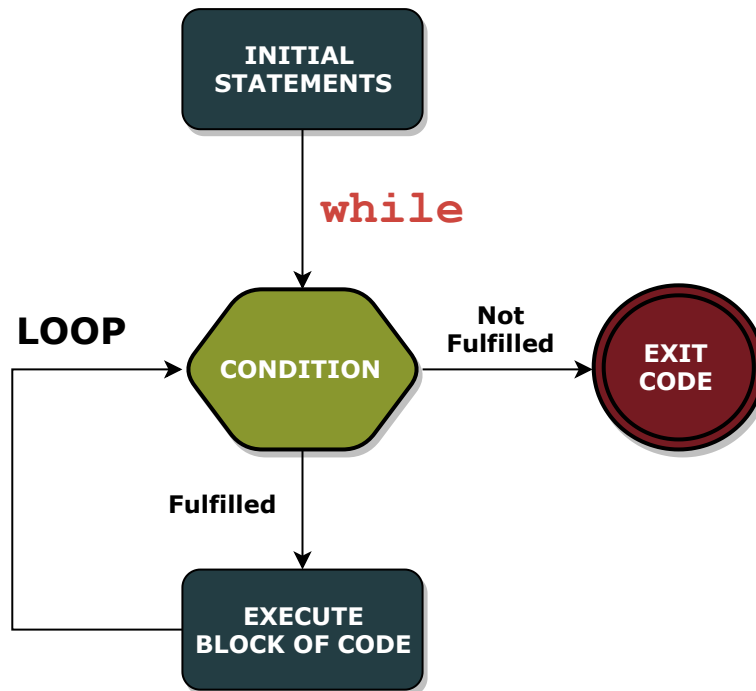 INITIAL
STATEMENTS
while
LOOP
CONDITION
Not
Fulfilled
EXIT
CODE
Fulfilled
EXECUTE
BLOCK OF CODE